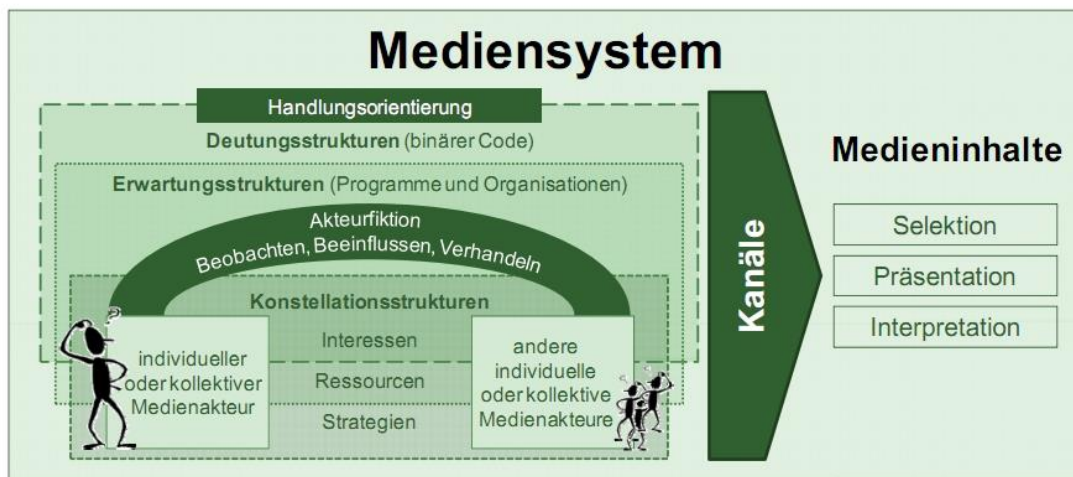 Mediensystem
Handlungsorientierung
Deutungsstrukturen (binärer Code)
Erwartungsstrukturen (Programme und Organisationen)
Akteurfiktion
Beobachten, Beeinflussen, Verhandeln
Konstellationsstrukturen
individueller
oder kollektiver
Medienakteur
Interessen
Ressourcen
Strategien
andere
individuelle
oder kollektive
Medienakteure
Kanäle
Medieninhalte
Selektion
Präsentation
Interpretation